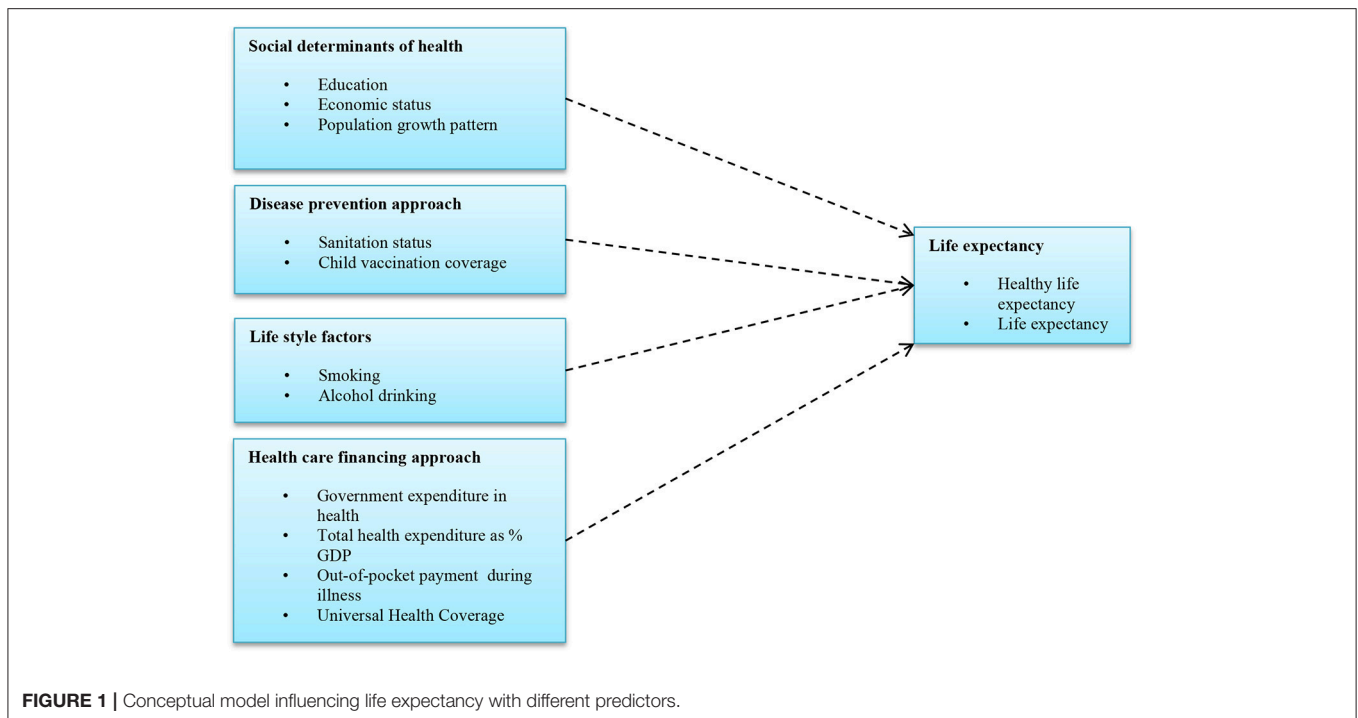 Social determinants of health
• Education
• Economic status
• Population growth pattern
Disease prevention approach
• Sanitation status
• Child vaccination coverage
Life style factors
• Smoking
• Alcohol drinking
Health care financing approach
• Government expenditure in
health
• Total health expenditure as %
GDP
• Out-of-pocket payment during
illness
• Universal Health Coverage
Life expectancy
• Healthy life
expectancy
• Life expectancy
FIGURE 1 | Conceptual model influencing life expectancy with different predictors.